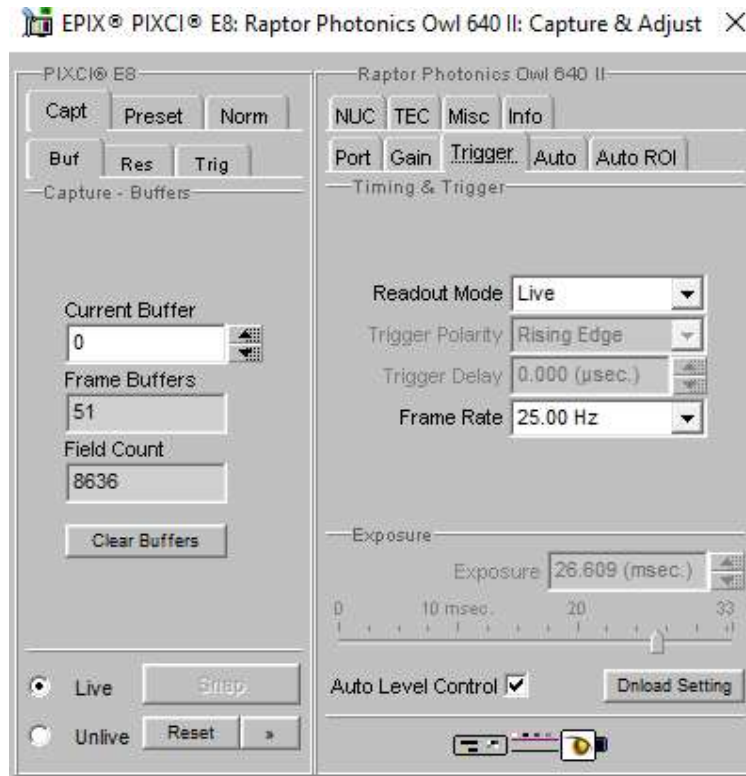 EPIX® PIXCI® E8: Raptor Photonics Owl 640 II: Capture & Adjust
PIXCI® E8
Capt Preset Norm
Buf Res Trig
Capture - Buffers
Current Buffer
0
Frame Buffers
51
Field Count
8636
Clear Buffers
Live Snap
Unlive Reset »
Raptor Photonics Owl 640 II
NUC TEC Misc Info
Port Gain Trigger Auto Auto ROI
Timing & Trigger
Readout Mode Live
Trigger Polarity Rising Edge
Trigger Delay 0.000 (µsec.)
Frame Rate 25.00 Hz
Exposure
Exposure 26.609 (msec.)
0 10 msec. 20 33
Auto Level Control Dnload Setting